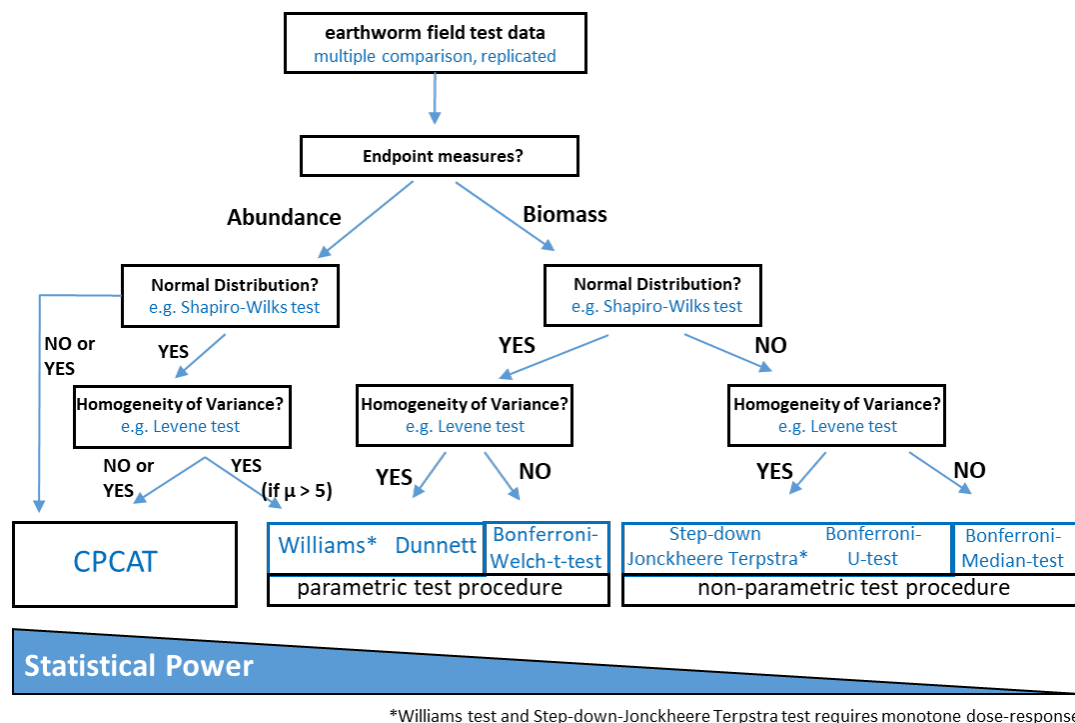 earthworm field test data
multiple comparison, replicated
Endpoint measures?
Abundance
Biomass
Normal Distribution?
e.g. Shapiro-Wilks test
Normal Distribution?
e.g. Shapiro-Wilks test
NO or
YES
YES
YES
NO
Homogeneity of Variance?
e.g. Levene test
Homogeneity of Variance?
e.g. Levene test
Homogeneity of Variance?
e.g. Levene test
NO or
YES
YES
(if μ > 5)
YES
NO
YES
NO
CPCAT
Williams* Dunnett
Bonferroni-
Welch-t-test
parametric test procedure
Step-down
Jonckheere Terpstra*
Bonferroni-
U-test
Bonferroni-
Median-test
non-parametric test procedure
Statistical Power
*Williams test and Step-down-Jonckheere Terpstra test requires monotone dose-response